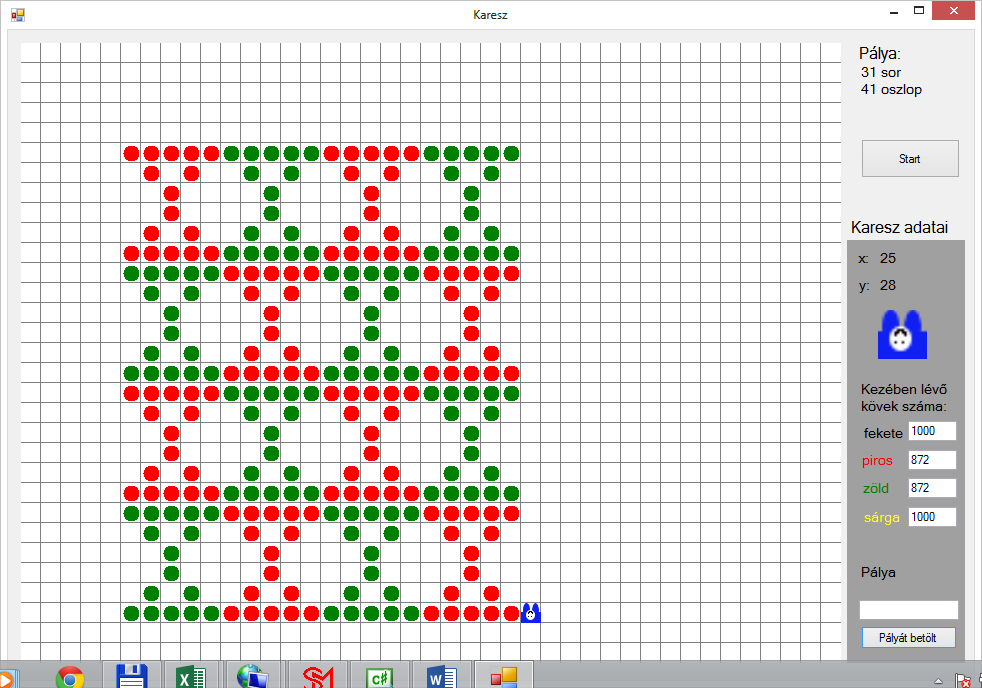 Karesz
Pálya:
31 sor
41 oszlop
Start
Karesz adatai
x: 25
y: 28
Kezében lévő
kövek száma:
fekete 1000
piros 872
zöld 872
sárga 1000
Pálya
Pályát betölt